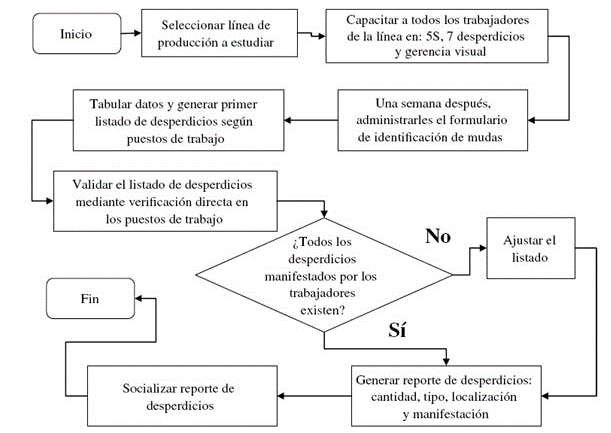 Inicio
Seleccionar línea de
producción a estudiar
Capacitar a todos los trabajadores
de la línea en: 5S, 7 desperdicios
y gerencia visual
Una semana después,
administrarles el formulario
de identificación de mudas
Tabular datos y generar primer
listado de desperdicios según
puestos de trabajo
Validar el listado de desperdicios
mediante verificación directa en
los puestos de trabajo
¿Todos los
desperdicios
manifestados por los
trabajadores
existen?
No
Ajustar el
listado
Sí
Generar reporte de desperdicios:
cantidad, tipo, localización
y manifestación
Socializar reporte de
desperdicios
Fin